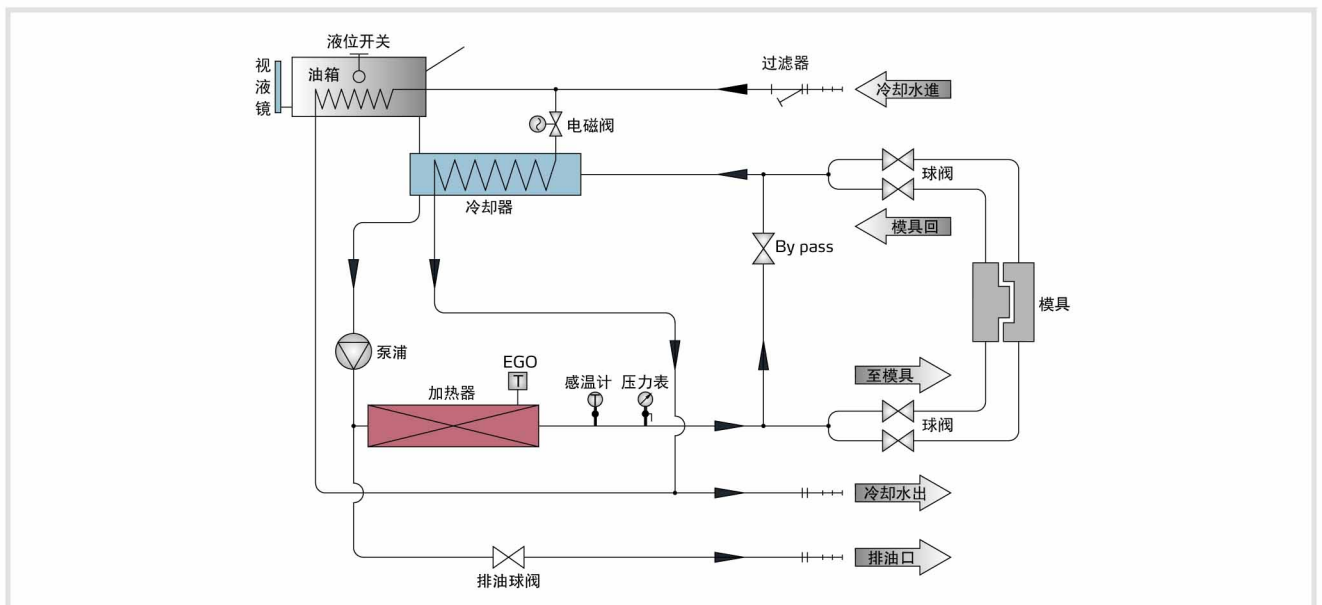 液位开关
视液镜
油箱
过滤器
冷却水進
电磁阀
球阀
冷却器
模具回
By pass
模具
泵浦
EGO
T
至模具
加热器
感温计
压力表
T
球阀
冷却水出
排油口
排油球阀